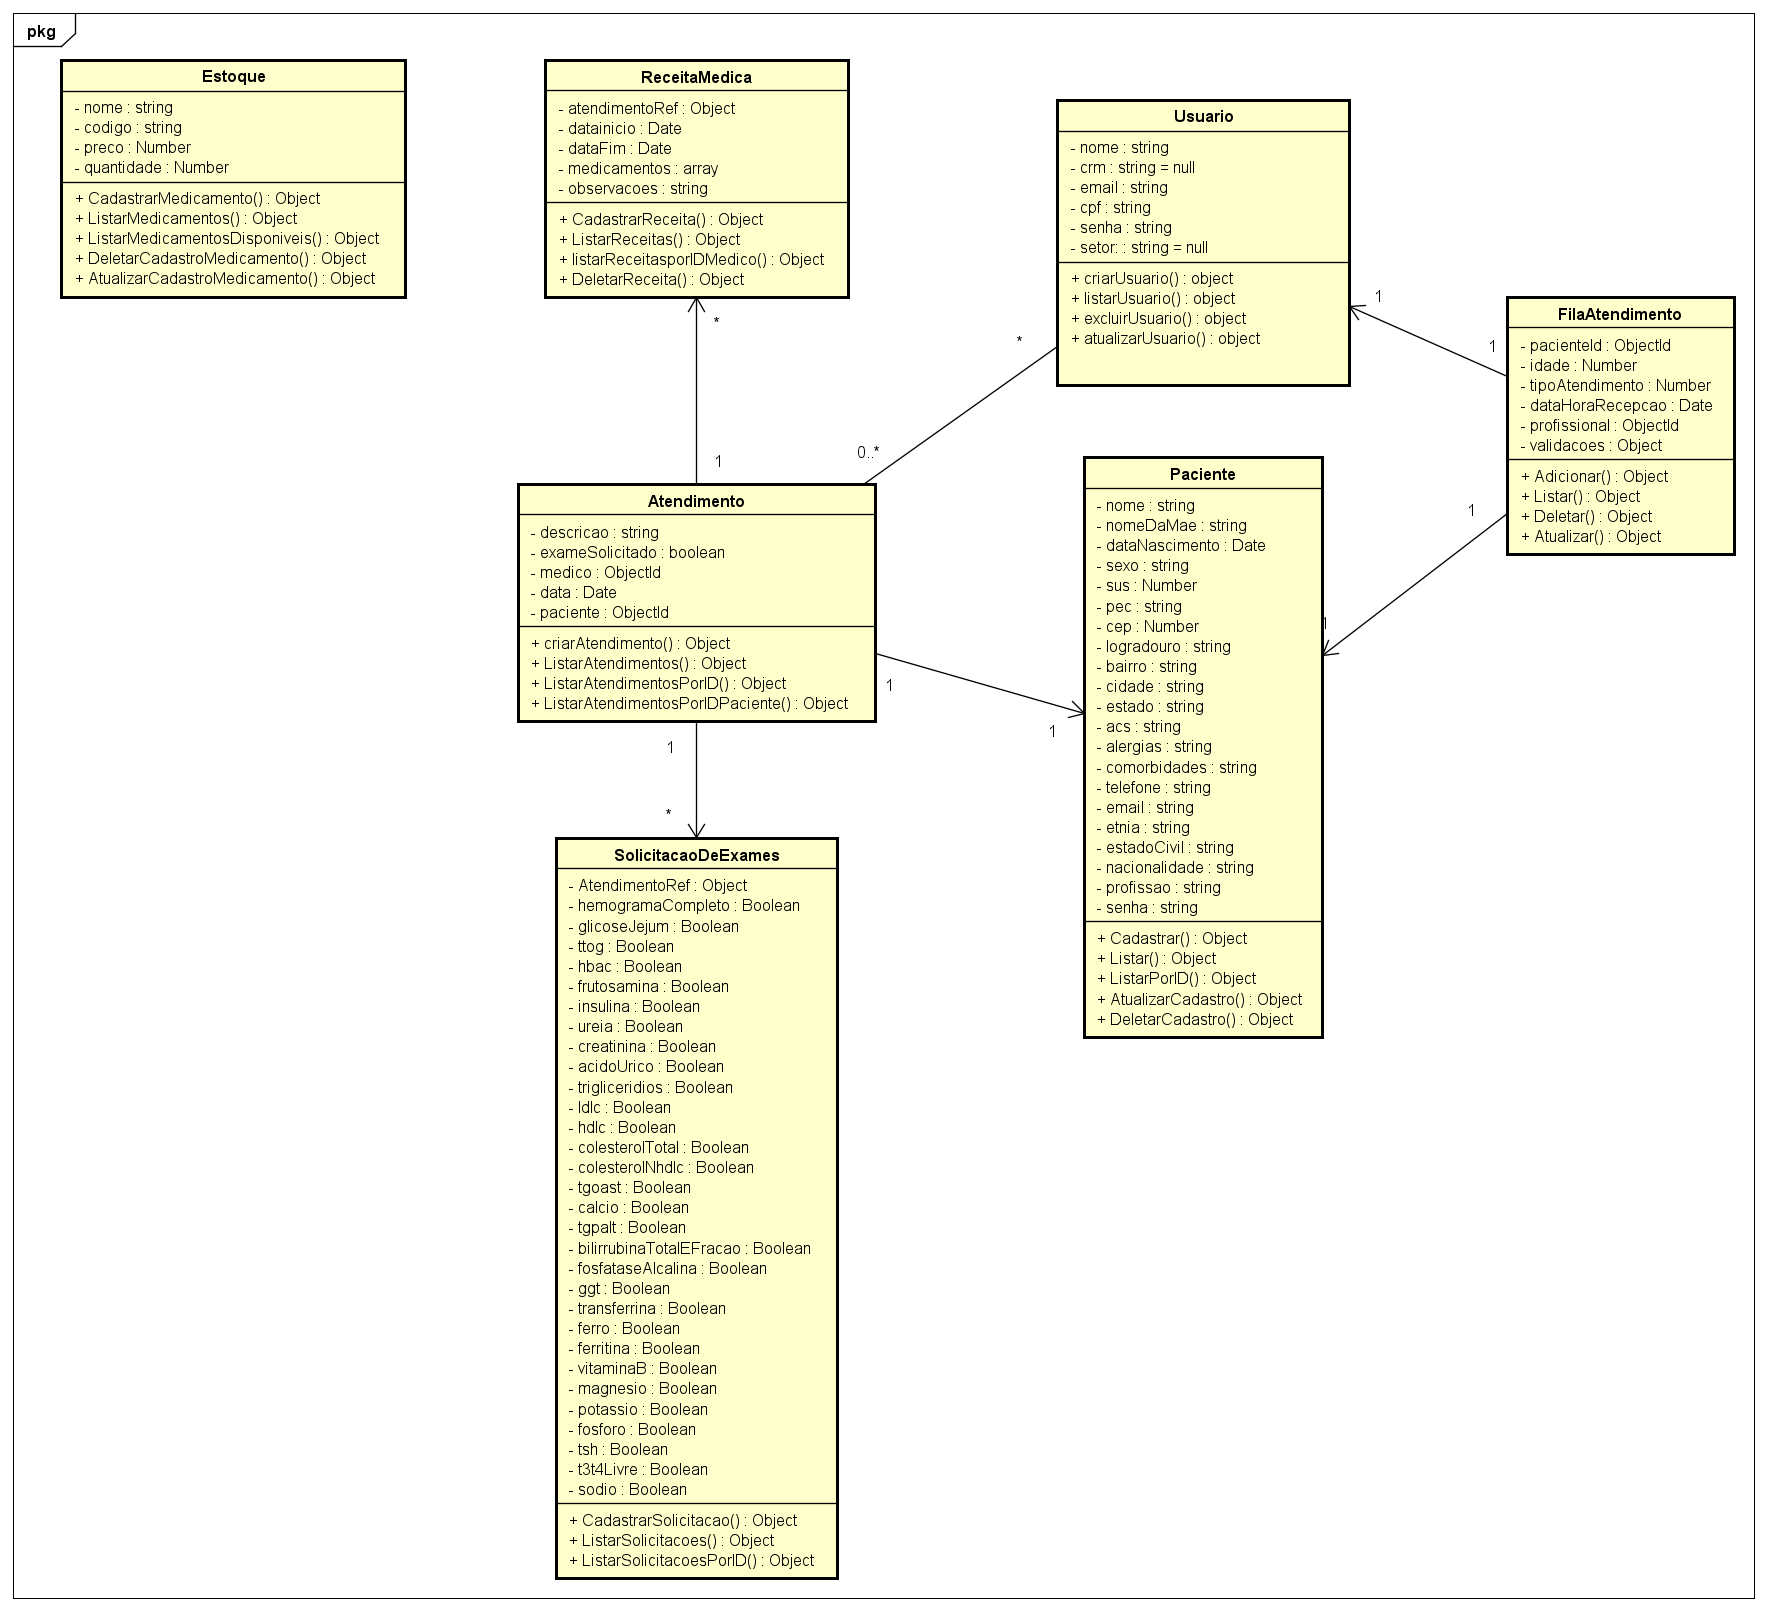 pkg
Estoque
- nome : string
- codigo : string
- preco : Number
- quantidade : Number
+ CadastrarMedicamento() : Object
+ ListarMedicamentos() : Object
+ ListarMedicamentosDisponiveis() : Object
+ DeletarCadastroMedicamento() : Object
+ AtualizarCadastroMedicamento() : Object
ReceitaMedica
- atendimentoRef : Object
- datainicio : Date
- dataFim : Date
- medicamentos : array
- observacoes : string
+ CadastrarReceita() : Object
+ ListarReceitas() : Object
+ listarReceitasporIDMedico() : Object
+ DeletarReceita() : Object
Usuario
- nome : string
- crm : string = null
- email : string
- cpf : string
- senha : string
- setor: : string = null
+ criarUsuario() : object
+ listarUsuario() : object
+ excluirUsuario() : object
+ atualizarUsuario() : object
FilaAtendimento
- pacienteId : ObjectId
- idade : Number
- tipoAtendimento : Number
- dataHoraRecepcao : Date
- profissional : ObjectId
- validacoes : Object
+ Adicionar() : Object
+ Listar() : Object
+ Deletar() : Object
+ Atualizar() : Object
1
1
*
*
0..*
1
1
1
Atendimento
- descricao : string
- exameSolicitado : boolean
- medico : ObjectId
- data : Date
- paciente : ObjectId
+ criarAtendimento() : Object
+ ListarAtendimentos() : Object
+ ListarAtendimentosPorID() : Object
+ ListarAtendimentosPorIDPaciente() : Object
1
1
1
*
Paciente
- nome : string
- nomeDaMae : string
- dataNascimento : Date
- sexo : string
- sus : Number
- pec : string
- cep : Number
- logradouro : string
- bairro : string
- cidade : string
- estado : string
- acs : string
- alergias : string
- comorbidades : string
- telefone : string
- email : string
- etnia : string
- estadoCivil : string
- nacionalidade : string
- profissao : string
- senha : string
+ Cadastrar() : Object
+ Listar() : Object
+ ListarPorID() : Object
+ AtualizarCadastro() : Object
+ DeletarCadastro() : Object
SolicitacaoDeExames
- AtendimentoRef : Object
- hemogramaCompleto : Boolean
- glicoseJejum : Boolean
- ttog : Boolean
- hbac : Boolean
- frutosamina : Boolean
- insulina : Boolean
- ureia : Boolean
- creatinina : Boolean
- acidoUrico : Boolean
- trigliceridios : Boolean
- ldlc : Boolean
- hdlc : Boolean
- colesterolTotal : Boolean
- colesterolNhdlc : Boolean
- tgoast : Boolean
- calcio : Boolean
- tgpalt : Boolean
- bilirrubinaTotalEFracao : Boolean
- fosfataseAlcalina : Boolean
- ggt : Boolean
- transferrina : Boolean
- ferro : Boolean
- ferritina : Boolean
- vitaminaB : Boolean
- magnesio : Boolean
- potassio : Boolean
- fosforo : Boolean
- tsh : Boolean
- t3t4Livre : Boolean
- sodio : Boolean
+ CadastrarSolicitacao() : Object
+ ListarSolicitacoes() : Object
+ ListarSolicitacoesPorID() : Object